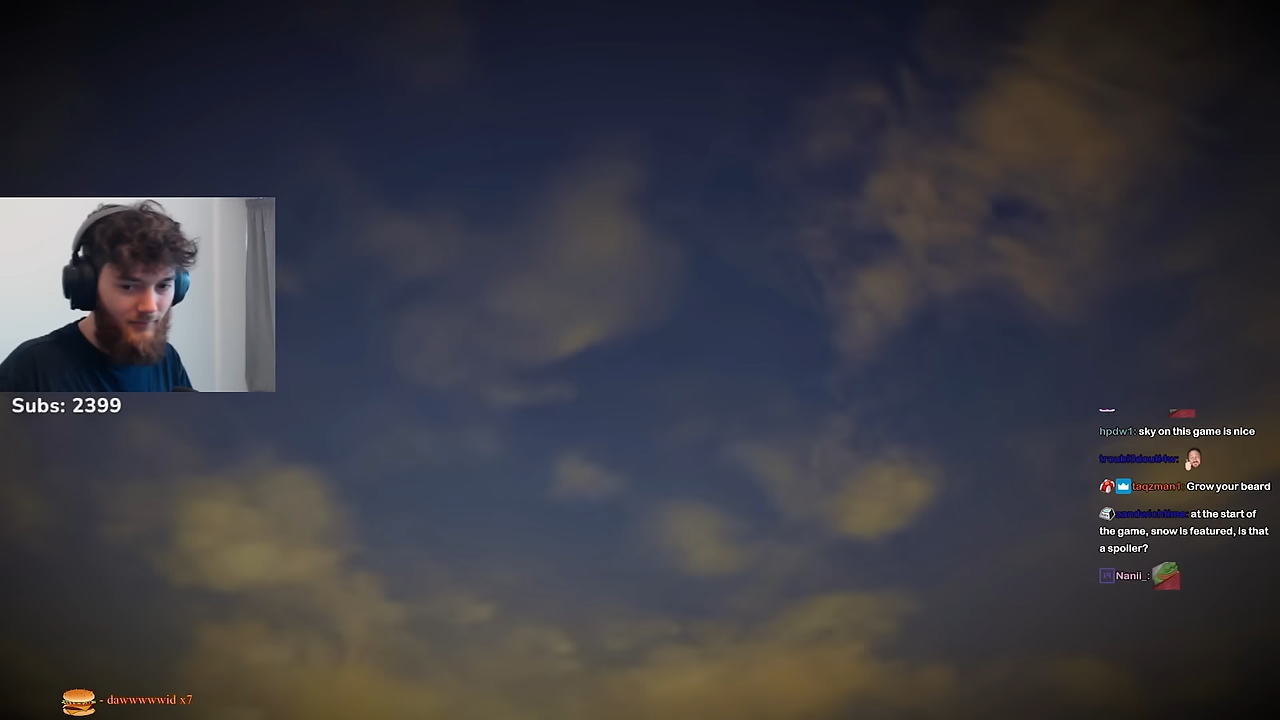 Subs: 2399
hpdw1: sky on this game is nice
taqzman1: Grow your beard
at the start of
the game, snow is featured, is that
a spoiler?
Nanii_:
- dawwwwwid x7